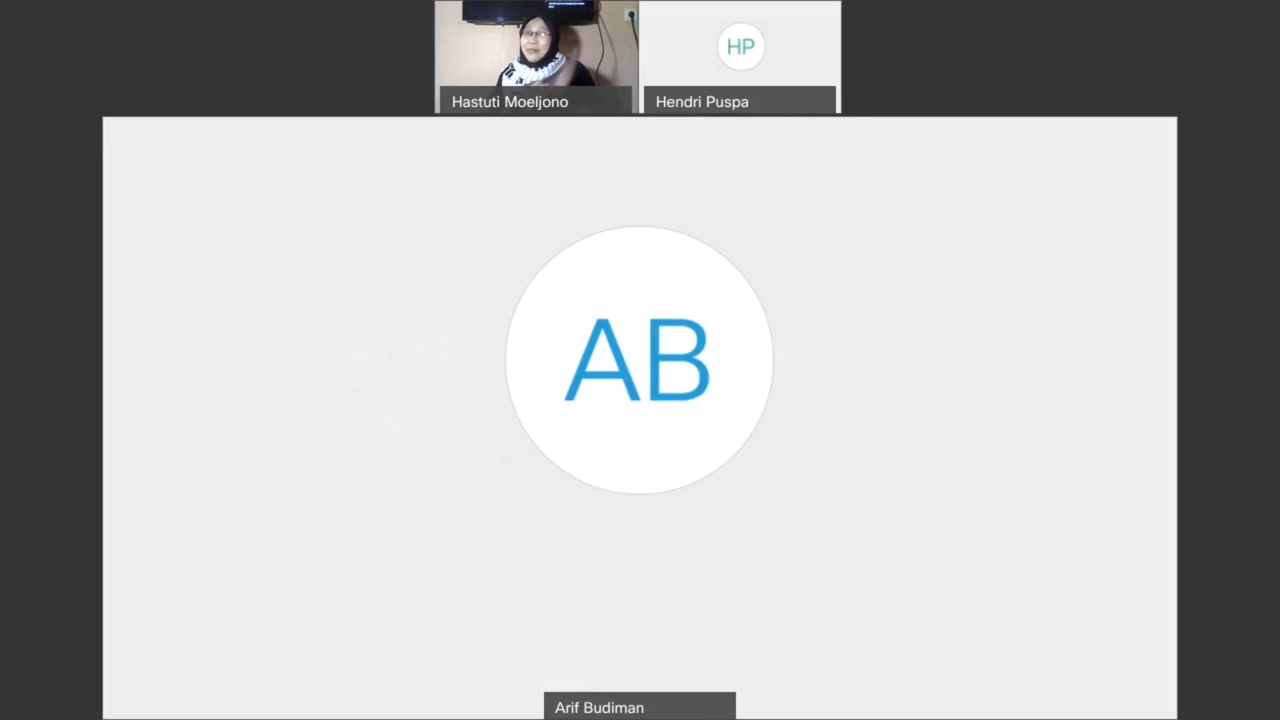 HP
Hastuti Moeljono
Hendri Puspa
AB
Arif Budiman